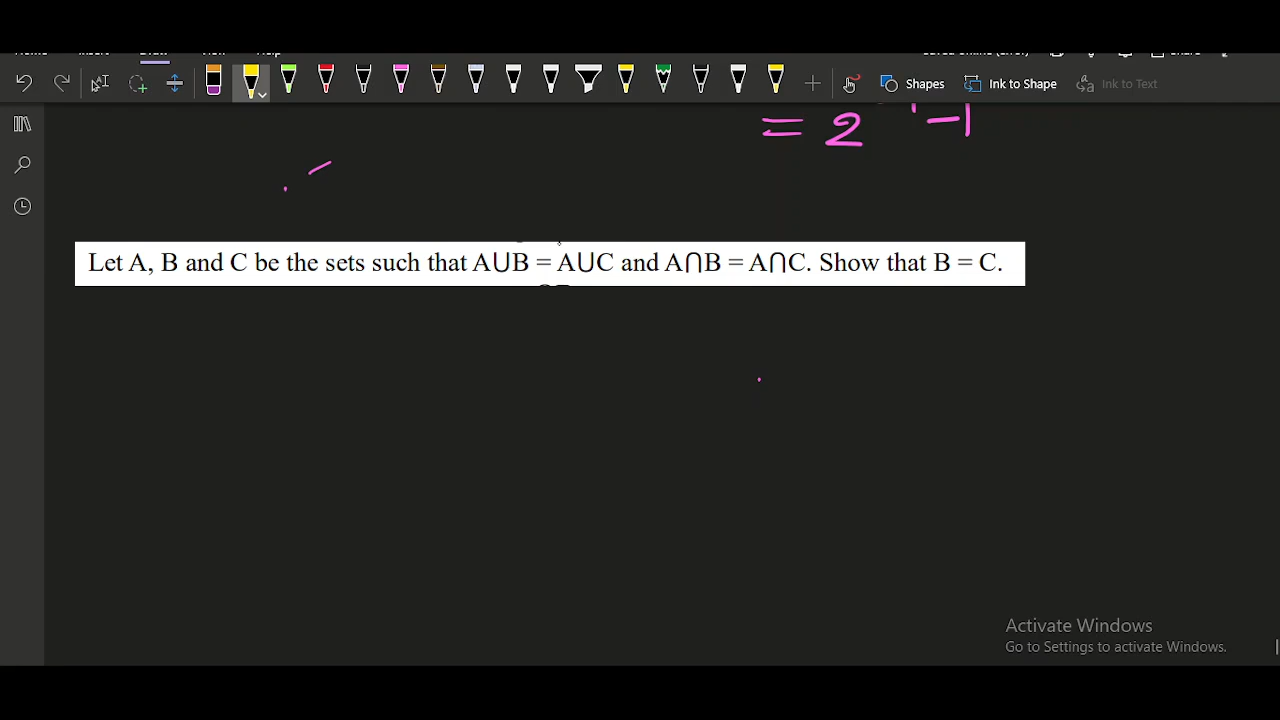 Shapes
Ink to Shape
Ink to Text
= 2 -1
Let A, B and C be the sets such that A⋃B = A⋃C and A⋂B = A⋂C. Show that B = C.
Activate Windows
Go to Settings to activate Windows.